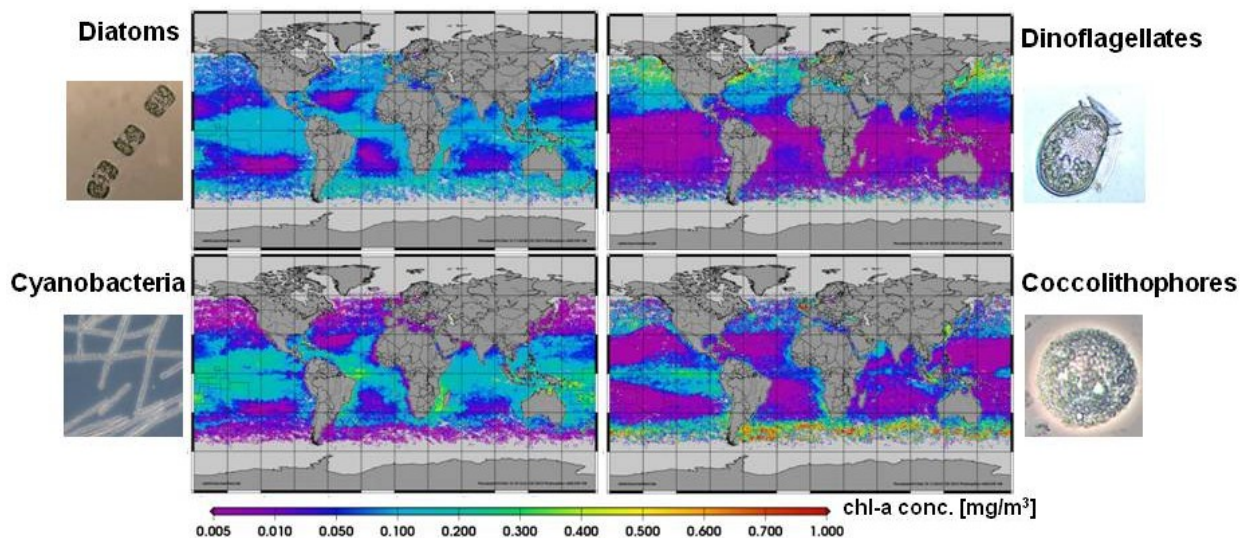 Diatoms
Dinoflagellates
Cyanobacteria
Coccolithophores
chl-a conc. [mg/m³]
0.005 0.010 0.050 0.100 0.200 0.300 0.400 0.500 0.600 0.700 1.000